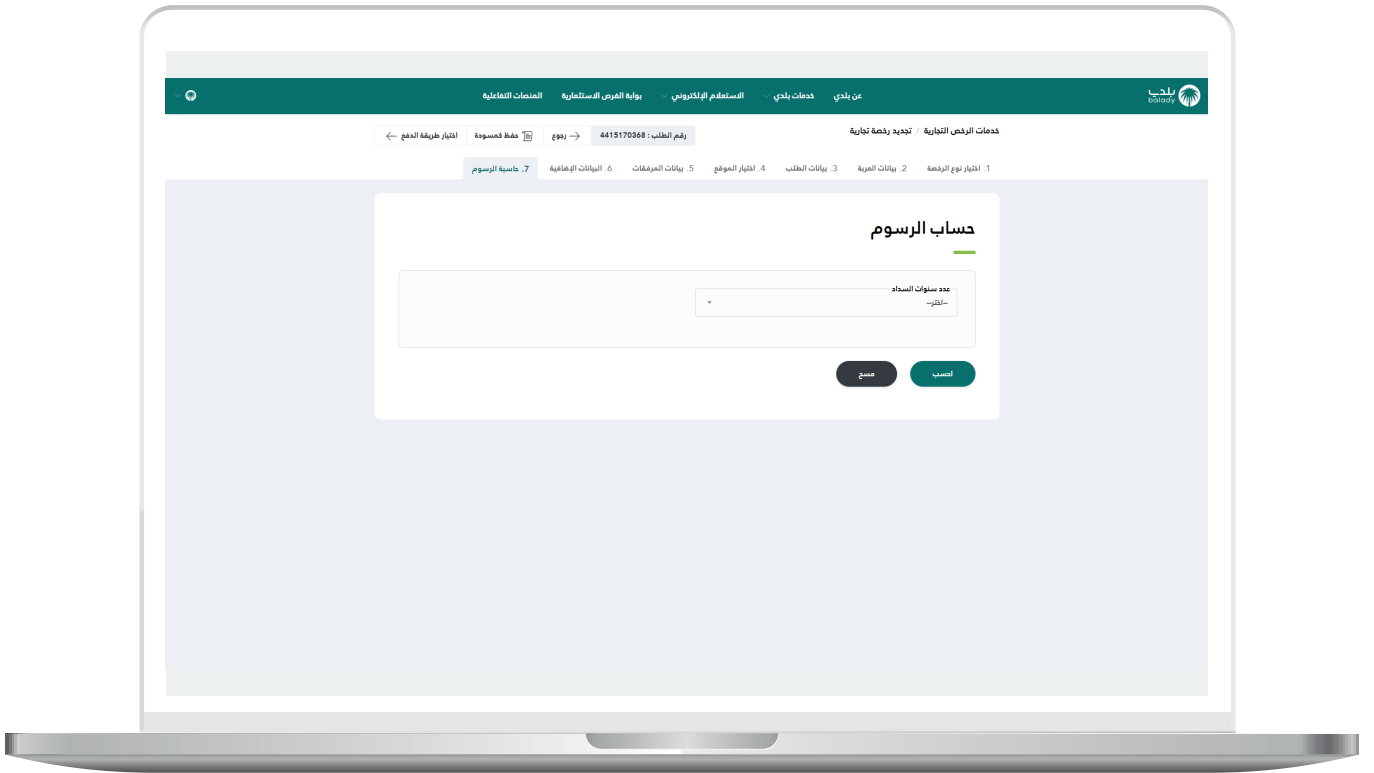 بلدي
balady
عن بلدي
خدمات بلدي
الاستعلام الإلكتروني
بوابة الفرص الاستثمارية
المنصات التفاعلية
خدمات الرخص التجارية / تجديد رخصة تجارية
رقم الطلب : 4415170368
رجوع
حفظ كمسودة
اختيار طريقة الدفع
1. اختيار نوع الرخصة
2. بيانات العربة
3. بيانات الطلب
4. اختيار الموقع
5. بيانات المرفقات
6. البيانات الإضافية
7. حاسبة الرسوم
حساب الرسوم
عدد سنوات السداد
--اختر--
احسب
مسح